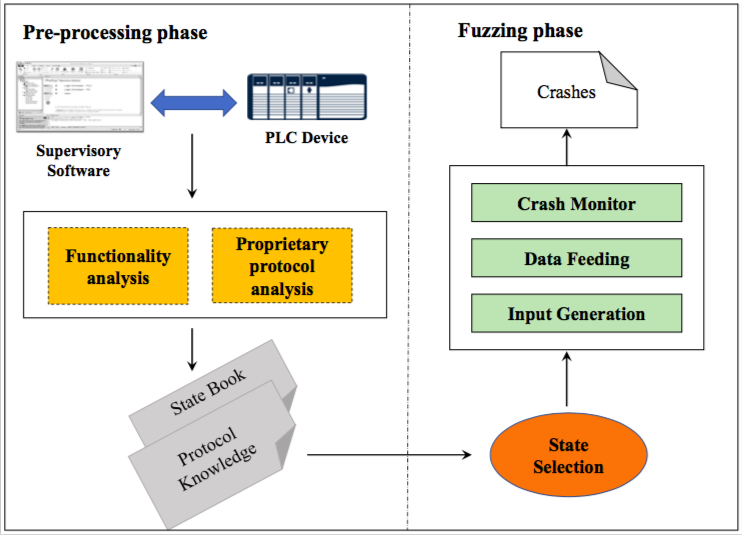 Pre-processing phase
Supervisory
Software
PLC Device
Functionality
analysis
Proprietary
protocol
analysis
State Book
Protocol
Knowledge
Fuzzing phase
Crashes
Crash Monitor
Data Feeding
Input Generation
State
Selection